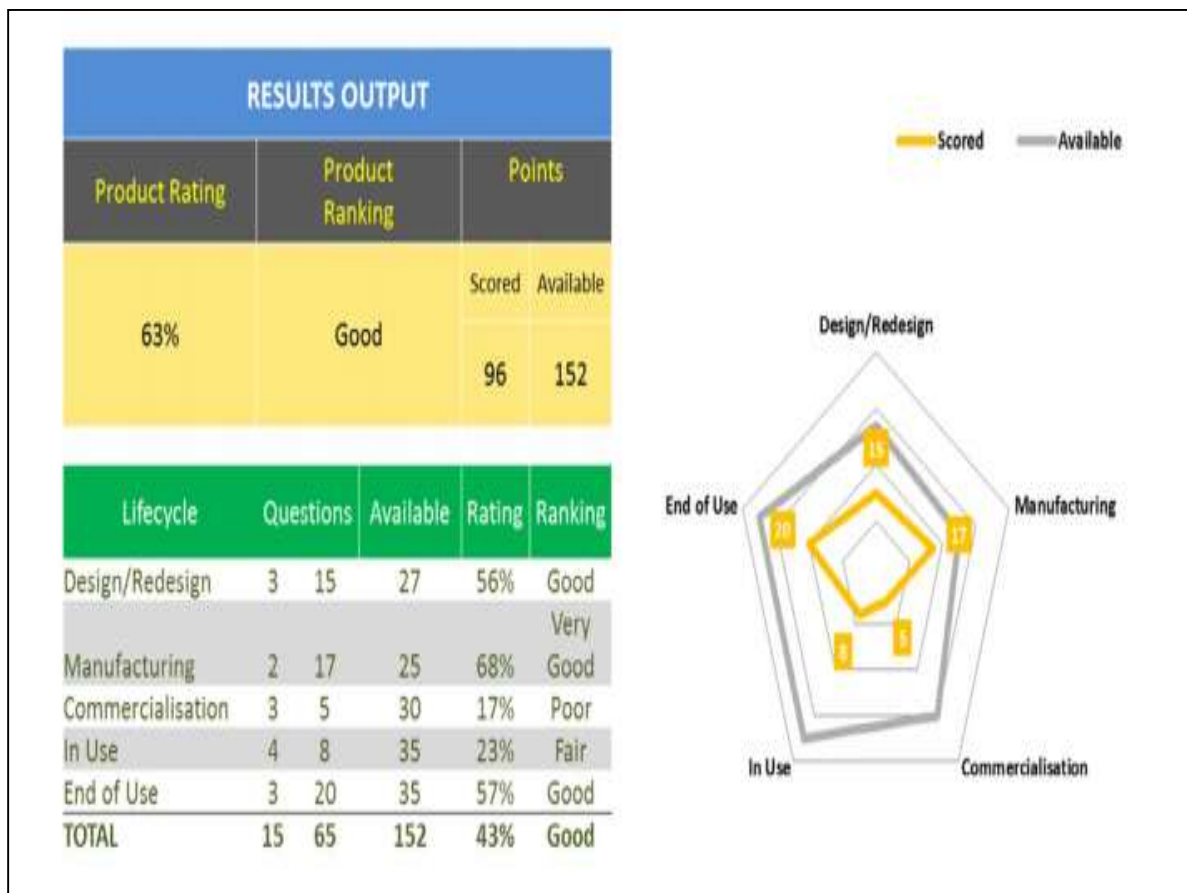 RESULTS OUTPUT
Product Rating
Product
Ranking
Points
63%
Good
Scored Available
96 152
Lifecycle Questions Available Rating Ranking
Design/Redesign 3 15 27 56% Good
Manufacturing 2 17 25 68% Very Good
Commercialisation 3 5 30 17% Poor
In Use 4 8 35 23% Fair
End of Use 3 20 35 57% Good
TOTAL 15 65 152 43% Good
Scored Available
Design/Redesign
15
End of Use
Manufacturing
20
17
8
5
In Use
Commercialisation